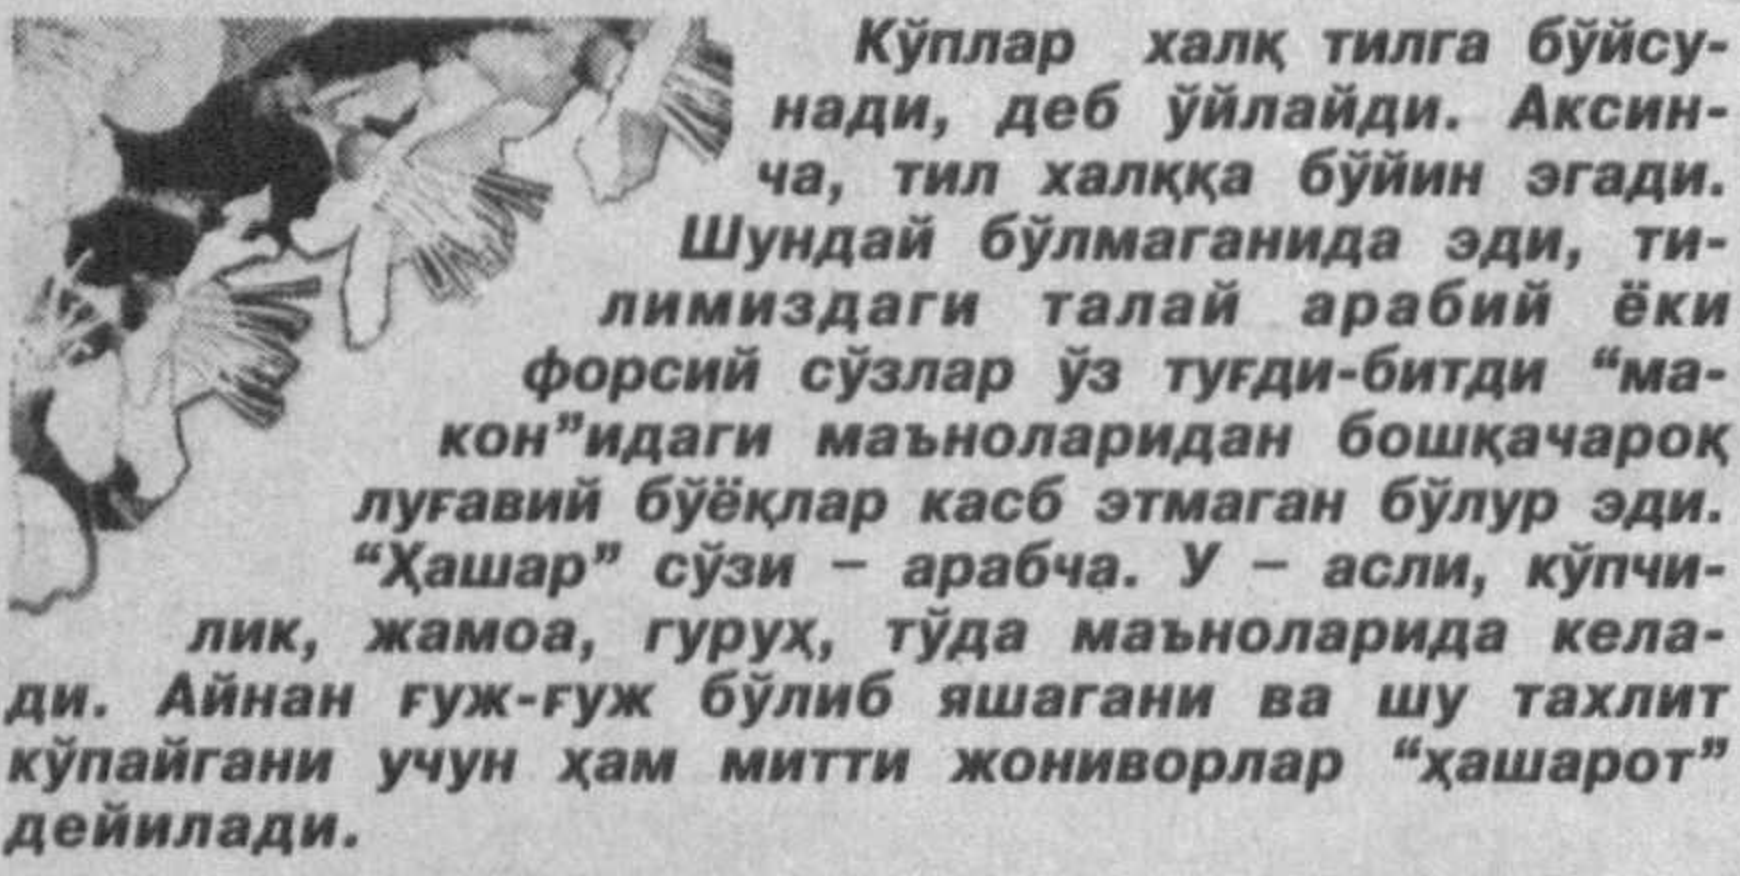 Кўплар халқ тилга бўйсу-
нади, деб ўйлайди. Аксин-
ча, тил халққа бўйин эгади.
Шундай бўлмаганида эди, ти-
лимиздаги талай арабий ёки
форсий сўзлар ўз туғди-битди “ма-
кон”идаги маъноларидан бошқачароқ
луғавий бўёқлар касб этмаган бўлур эди.
“Ҳашар” сўзи – арабча. У – асли, кўпчи-
лик, жамоа, гуруҳ, тўда маъноларида кела-
ди. Айнан ғуж-ғуж бўлиб яшагани ва шу тахлит
кўпайгани учун ҳам митти жониворлар “ҳашарот”
дейилади.